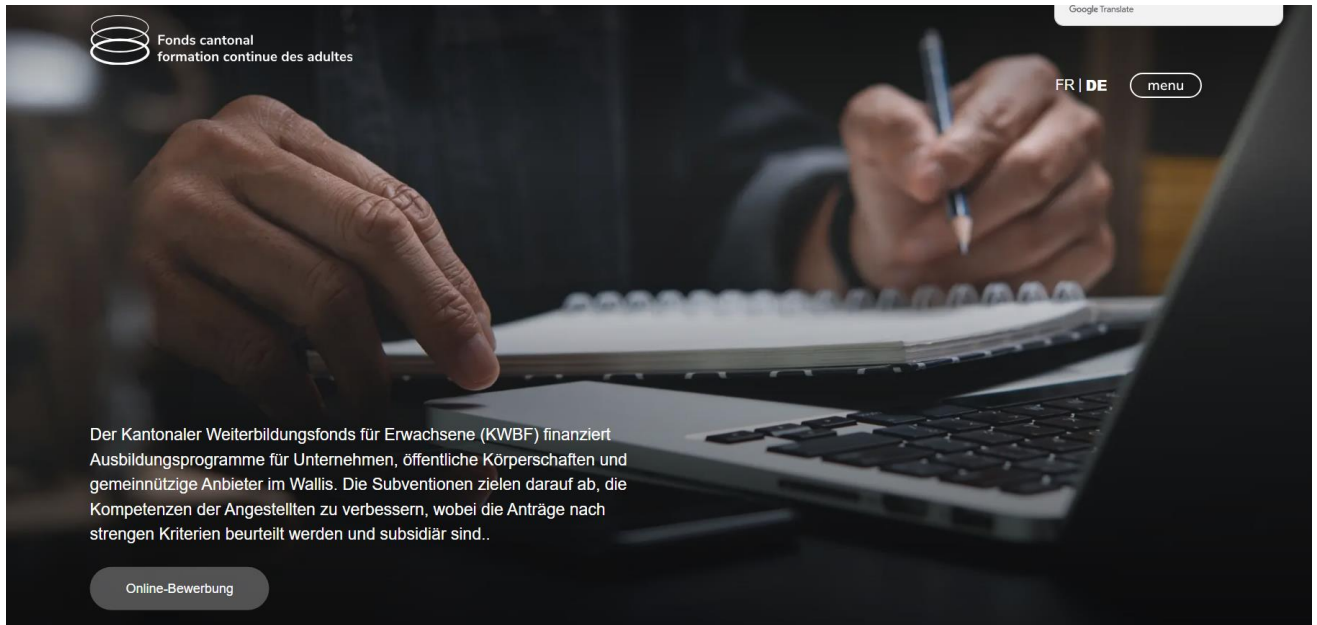 Google Translate
Fonds cantonal
formation continue des adultes
FR | DE
menu
Der Kantonaler Weiterbildungsfonds für Erwachsene (KWBF) finanziert
Ausbildungsprogramme für Unternehmen, öffentliche Körperschaften und
gemeinnützige Anbieter im Wallis. Die Subventionen zielen darauf ab, die
Kompetenzen der Angestellten zu verbessern, wobei die Anträge nach
strengen Kriterien beurteilt werden und subsidiär sind..
Online-Bewerbung